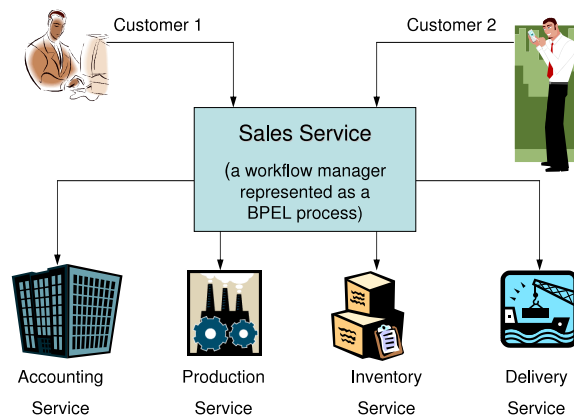 Customer 1
Customer 2
Sales Service
(a workflow manager
represented as a
BPEL process)
Accounting
Service
Production
Service
Inventory
Service
Delivery
Service